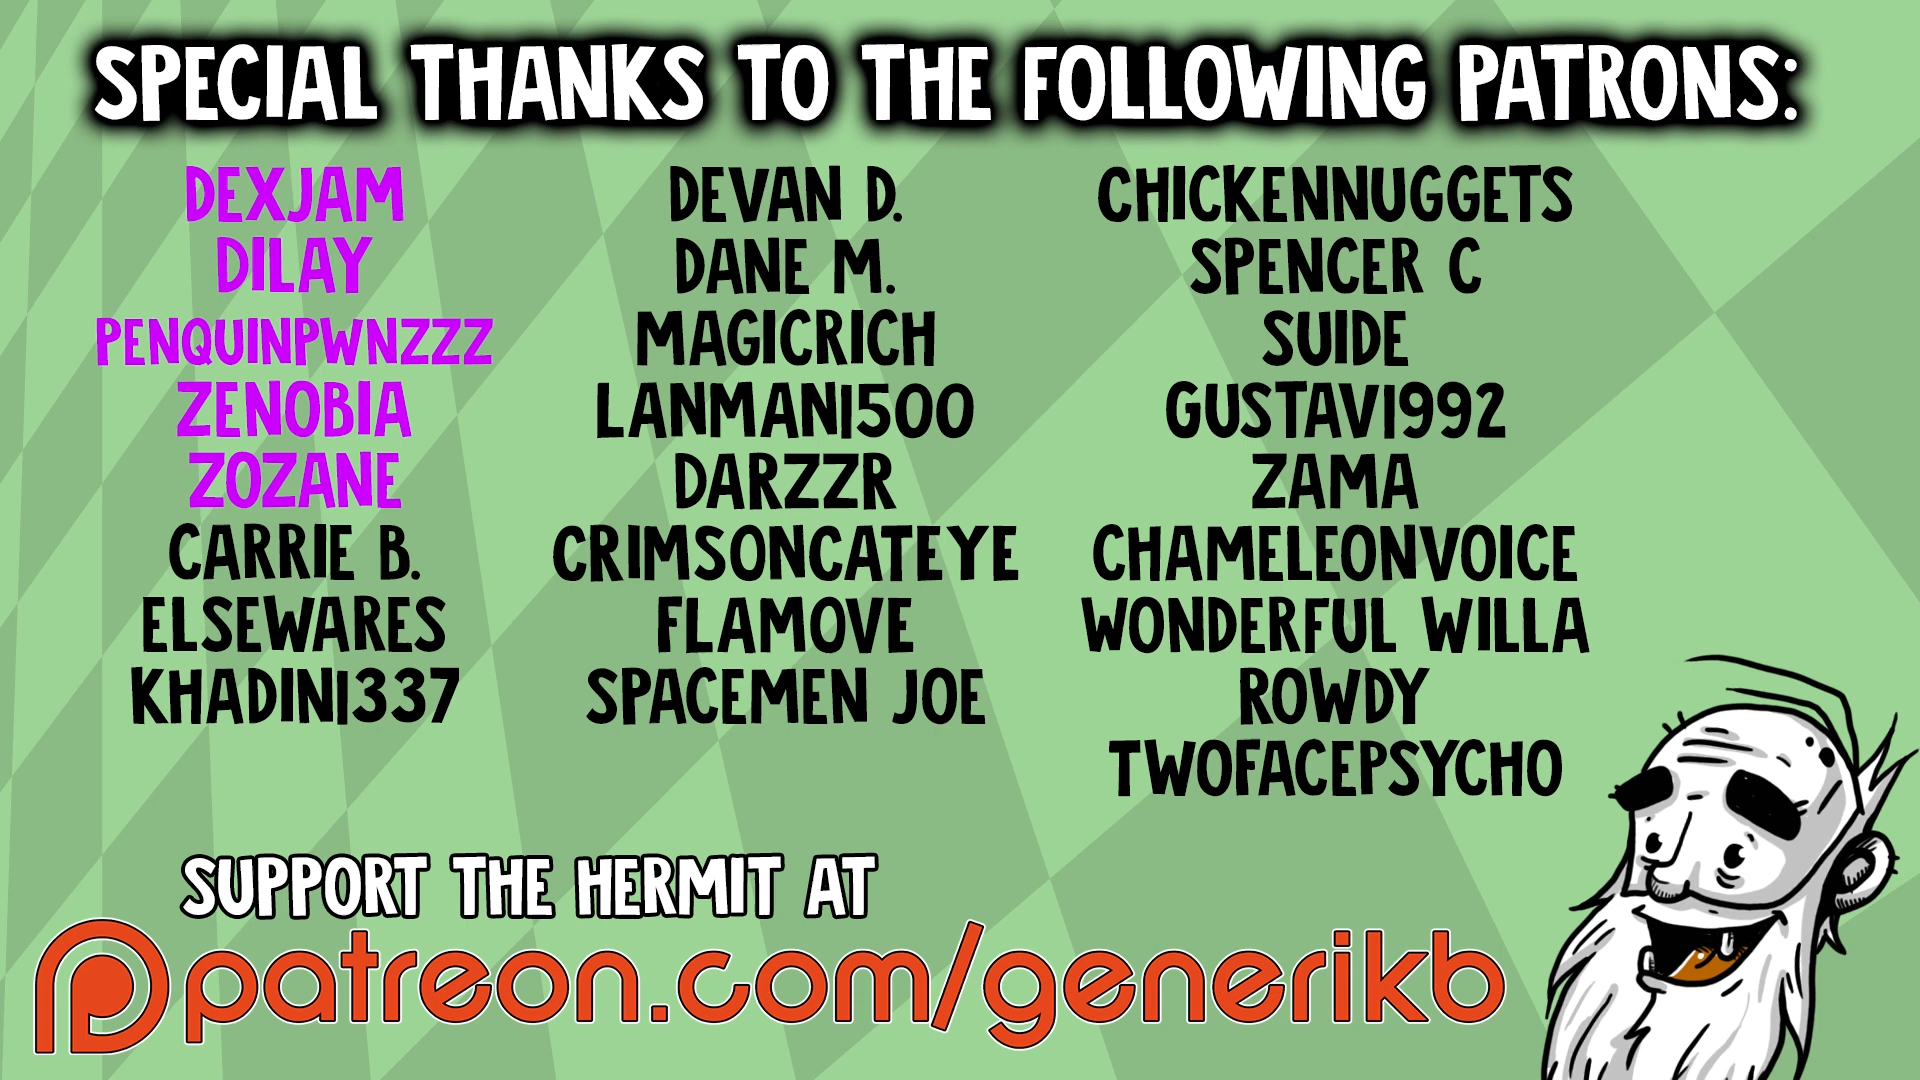 SPECIAL THANKS TO THE FOLLOWING PATRONS:
DEXJAM
DILAY
PENQUINPWNZZZ
ZENOBIA
ZOZANE
CARRIE B.
ELSEWARES
KHADIN1337
DEVAN D.
DANE M.
MAGICRICH
LANMAN1500
DARZZR
CRIMSONCATEYE
FLAMOVE
SPACEMEN JOE
CHICKENNUGGETS
SPENCER C
SUIDE
GUSTAV1992
ZAMA
CHAMELEONVOICE
WONDERFUL WILLA
ROWDY
TWOFACEPSYCHO
SUPPORT THE HERMIT AT
patreon.com/generikb